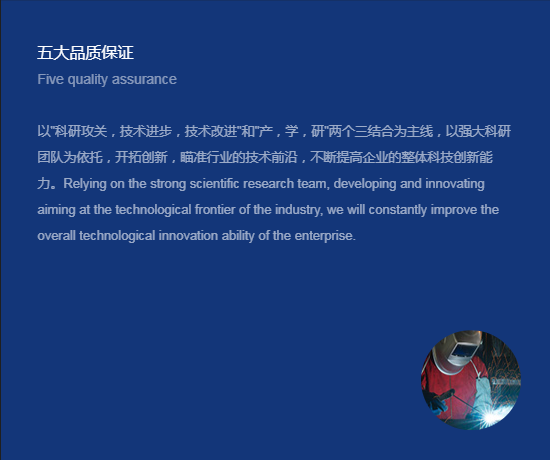 五大品质保证
Five quality assurance
以"科研攻关，技术进步，技术改进"和"产，学，研"两个三结合为主线，以强大科研
团队为依托，开拓创新，瞄准行业的技术前沿，不断提高企业的整体科技创新能
力。Relying on the strong scientific research team, developing and innovating
aiming at the technological frontier of the industry, we will constantly improve the
overall technological innovation ability of the enterprise.